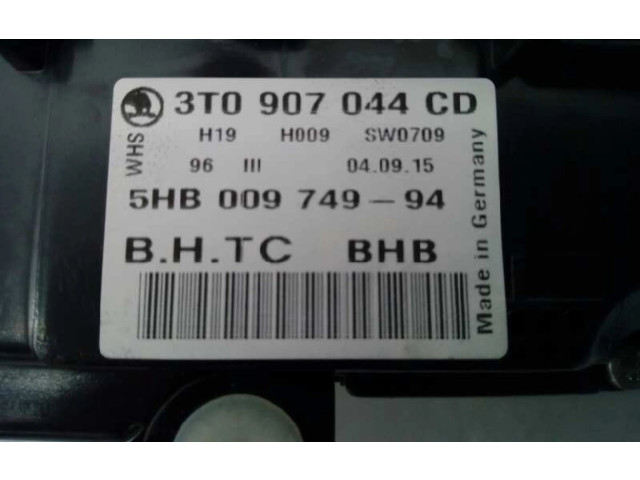 3T0 907 044 CD
H19 H009 SW0709
96 III 04.09.15
5HB 009 749-94
B.H.TC BHB
WHS
Made in Germany